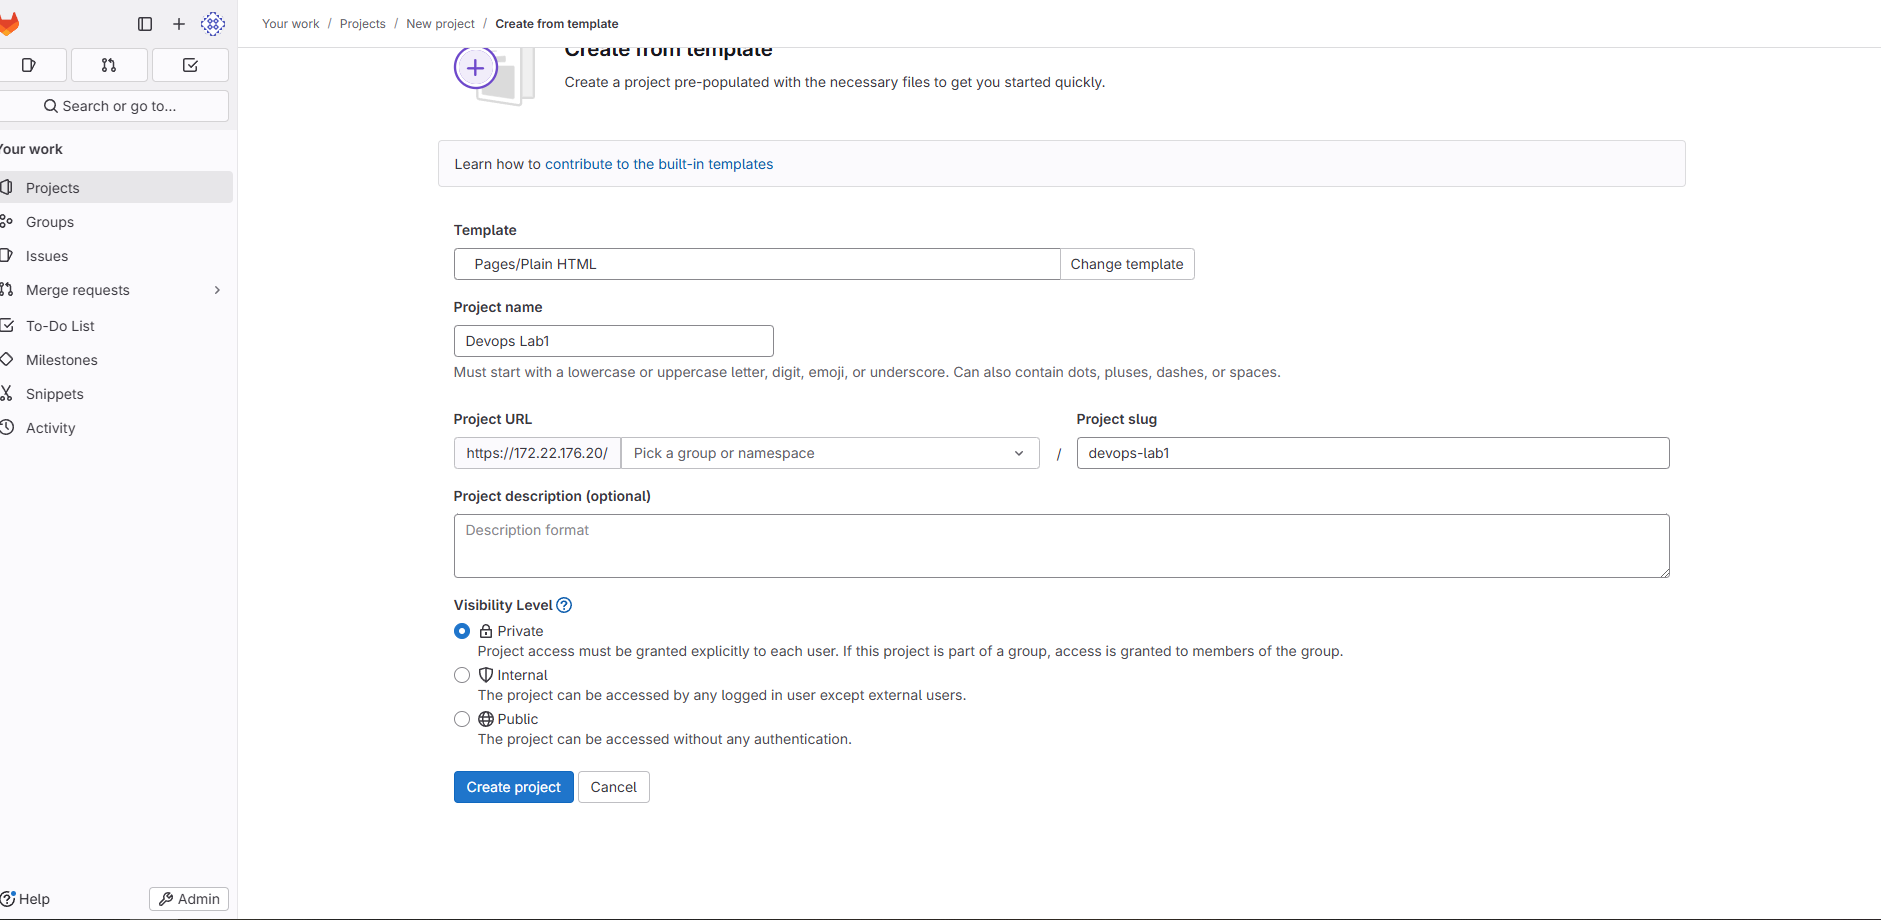 Your work / Projects / New project / Create from template
Search or go to...
Your work
Projects
Groups
Issues
Merge requests
To-Do List
Milestones
Snippets
Activity
Help
Admin
Create from template
Create a project pre-populated with the necessary files to get you started quickly.
Learn how to contribute to the built-in templates
Template
Pages/Plain HTML
Change template
Project name
Devops Lab1
Must start with a lowercase or uppercase letter, digit, emoji, or underscore. Can also contain dots, pluses, dashes, or spaces.
Project URL
https://172.22.176.20/ Pick a group or namespace /
Project slug
devops-lab1
Project description (optional)
Description format
Visibility Level
Private
Project access must be granted explicitly to each user. If this project is part of a group, access is granted to members of the group.
Internal
The project can be accessed by any logged in user except external users.
Public
The project can be accessed without any authentication.
Create project
Cancel